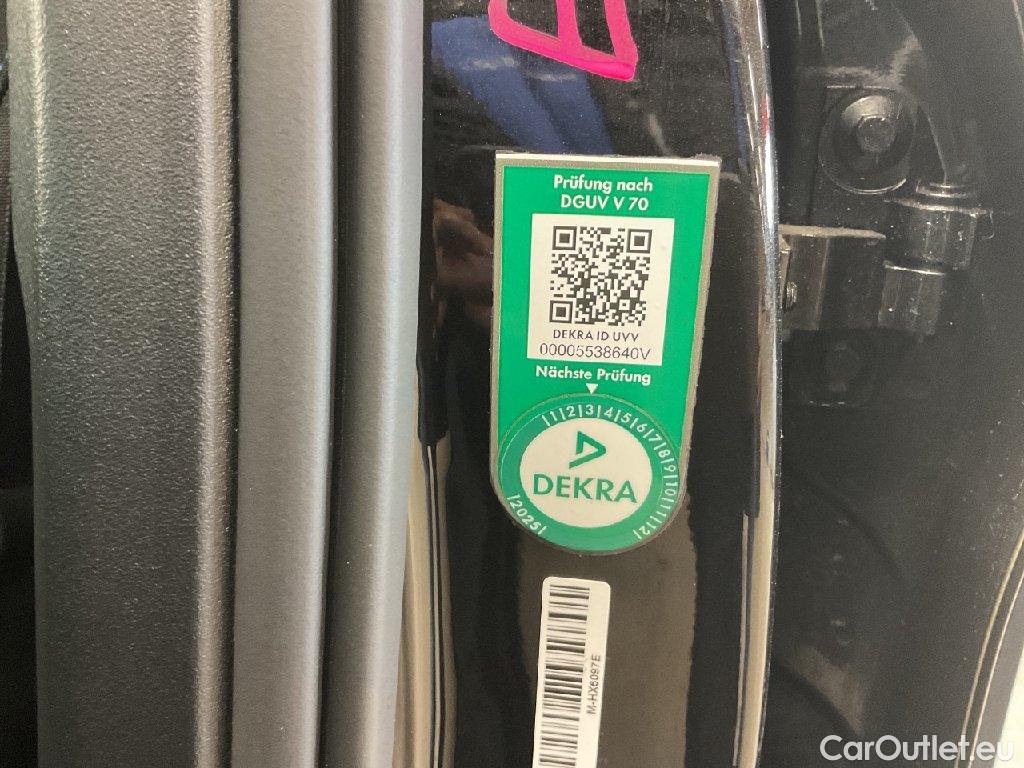 Prüfung nach
DGUV V 70
DEKRA ID UVV
00005538640V
Nächste Prüfung
|1|2|3|4|5|6|7|8|9|10|11|12|
DEKRA
|2025|
M-HX6097E
CarOutlet.eu